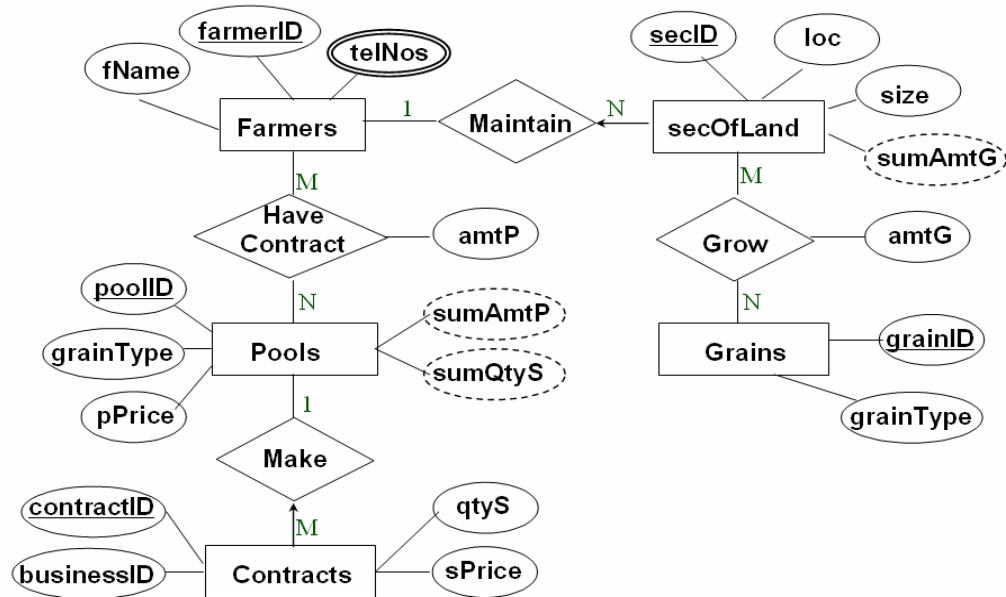 farmerID
telNos
fName
Farmers
1
Maintain
N
secOfLand
secID
loc
size
sumAmtG
M
Have
Contract
amtP
N
M
Grow
amtG
N
poolID
grainType
pPrice
Pools
sumAmtP
sumQtyS
Grains
grainID
grainType
1
Make
M
contractID
businessID
Contracts
qtyS
sPrice